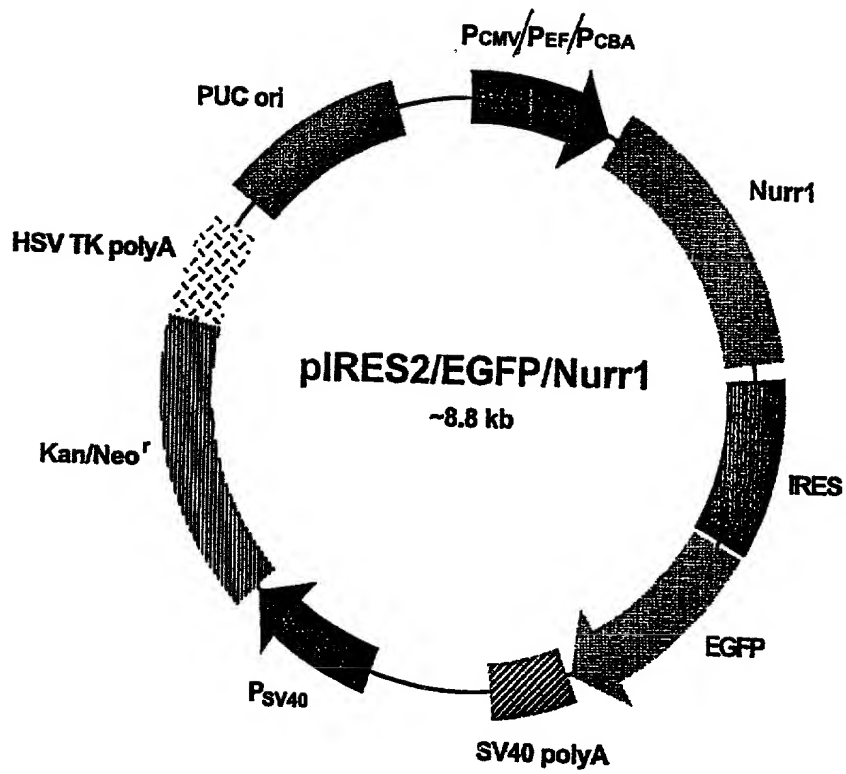 PCMV/PEF/PCBA
PUC ori
Nurr1
HSV TK polyA
pIRES2/EGFP/Nurr1
~8.8 kb
Kan/Neo^r
IRES
EGFP
PSV40
SV40 polyA